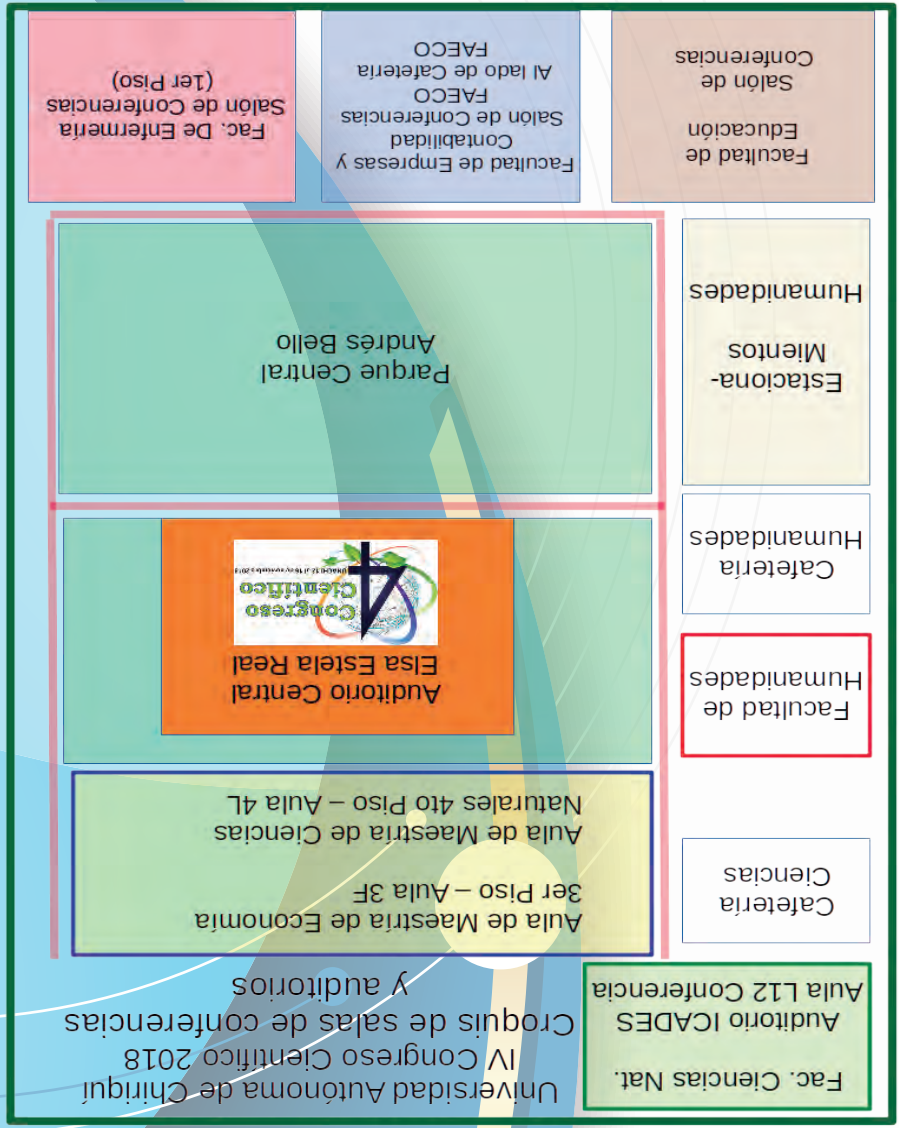 Fac. Ciencias Nat.
Auditorio ICADES
Aula L12 Conferencia
Universidad Autónoma de Chiriquí
IV Congreso Científico 2018
Croquis de salas de conferencias
y auditorios
Cafetería
Ciencias
Aula de Maestría de Economía
3er Piso – Aula 3F
Aula de Maestría de Ciencias
Naturales 4to Piso – Aula 4L
Facultad de
Humanidades
Auditorio Central
Elsa Estela Real
4
Congreso
Científico
Cafetería
Humanidades
Estaciona-
Mientos
Humanidades
Parque Central
Andrés Bello
Facultad de
Educación
Salón de
Conferencias
Facultad de Empresas y
Contabilidad
Salón de Conferencias
FAECO
Al lado de Cafetería
FAECO
Fac. De Enfermería
Salón de Conferencias
(1er Piso)